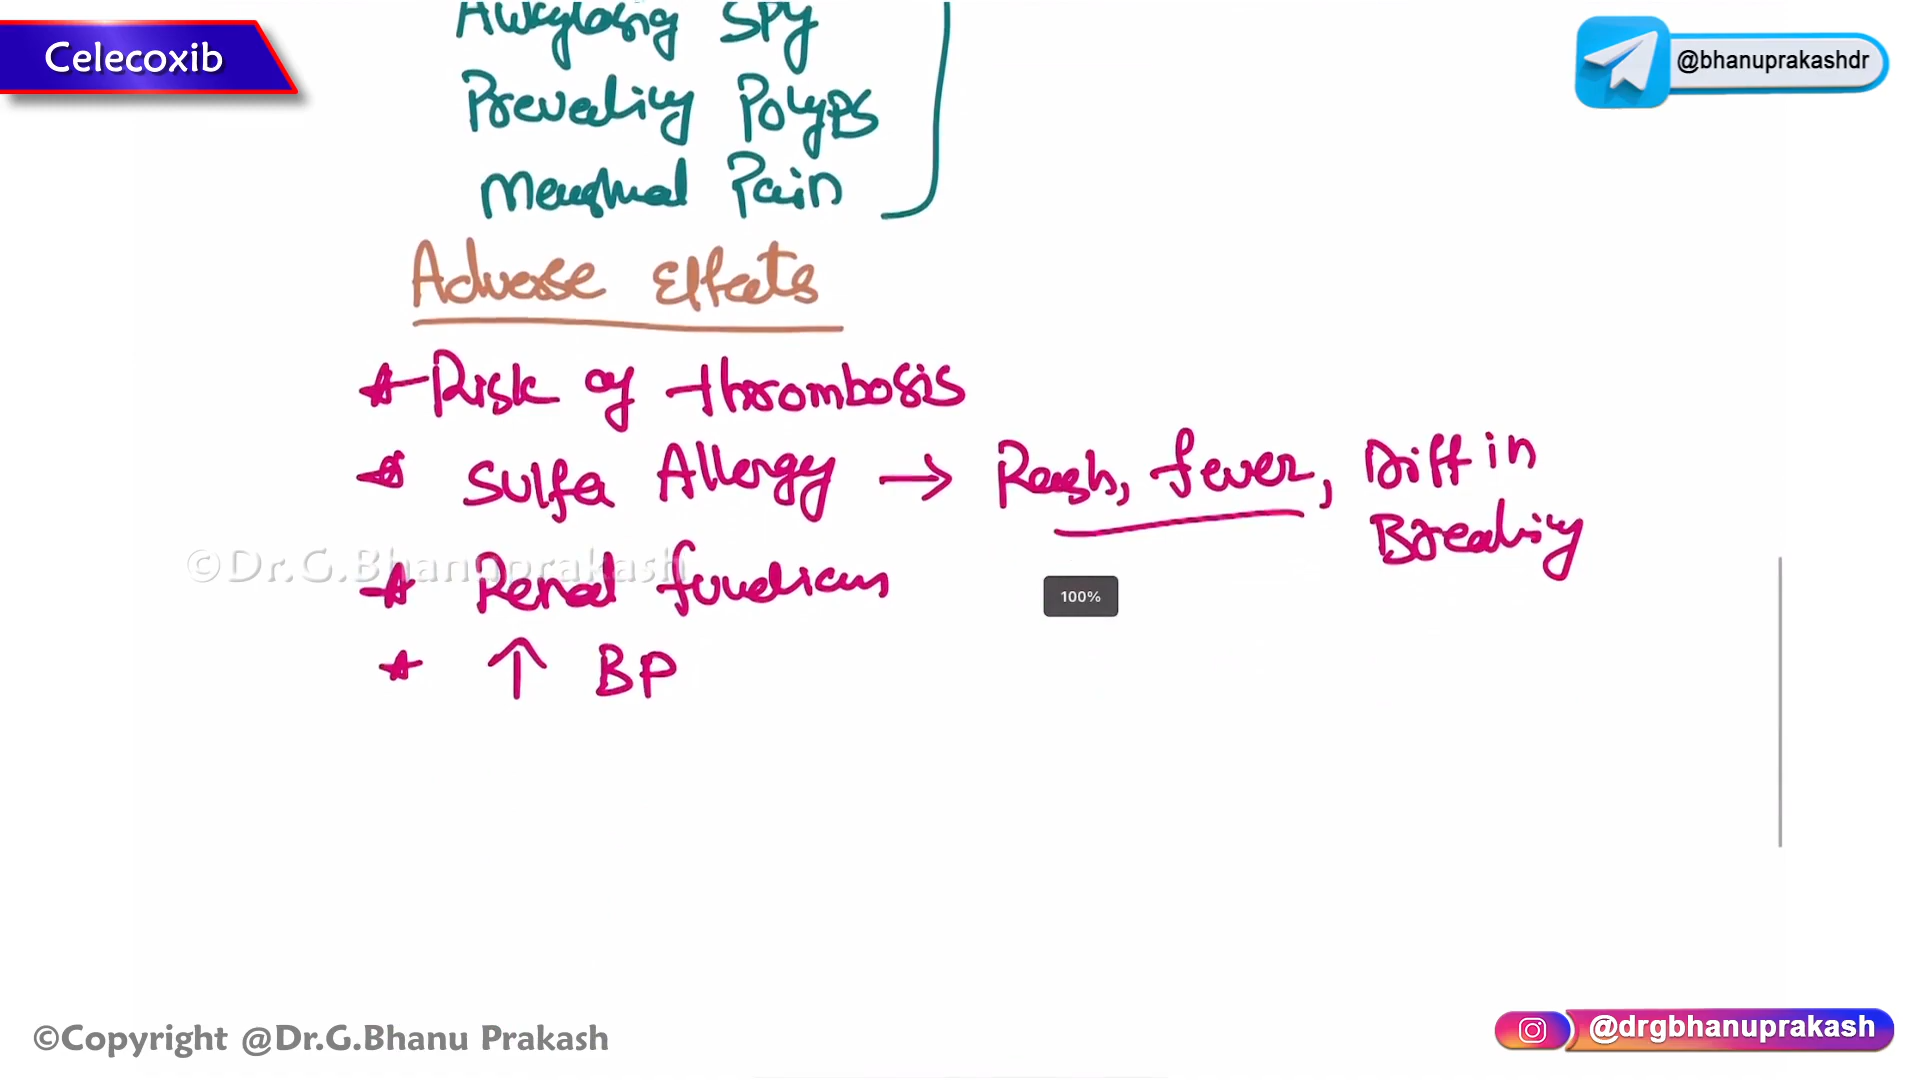 Celecoxib
@bhanuprakashdr
Ankylosing Spy
Preventing Polyps
Menstrual Pain
Adverse Effects
Risk of thrombosis
Sulfa Allergy → Rash, fever, Diff in
Breathing
©Dr.G.Bhanuprakash
Renal functions
100%
↑ BP
©Copyright @Dr.G.Bhanu Prakash
@drgbhanuprakash